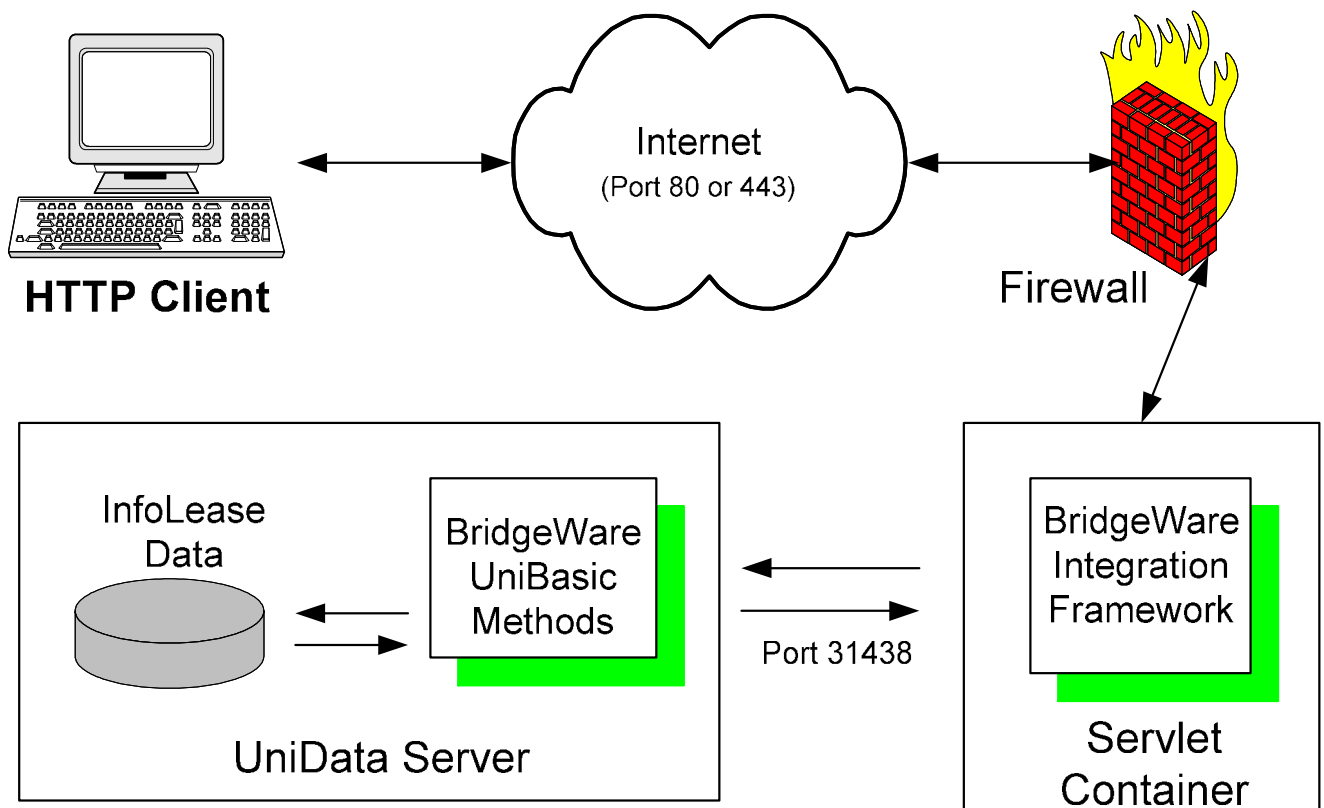 Internet
(Port 80 or 443)
HTTP Client
Firewall
InfoLease
Data
BridgeWare
UniBasic
Methods
Port 31438
BridgeWare
Integration
Framework
UniData Server
Servlet
Container